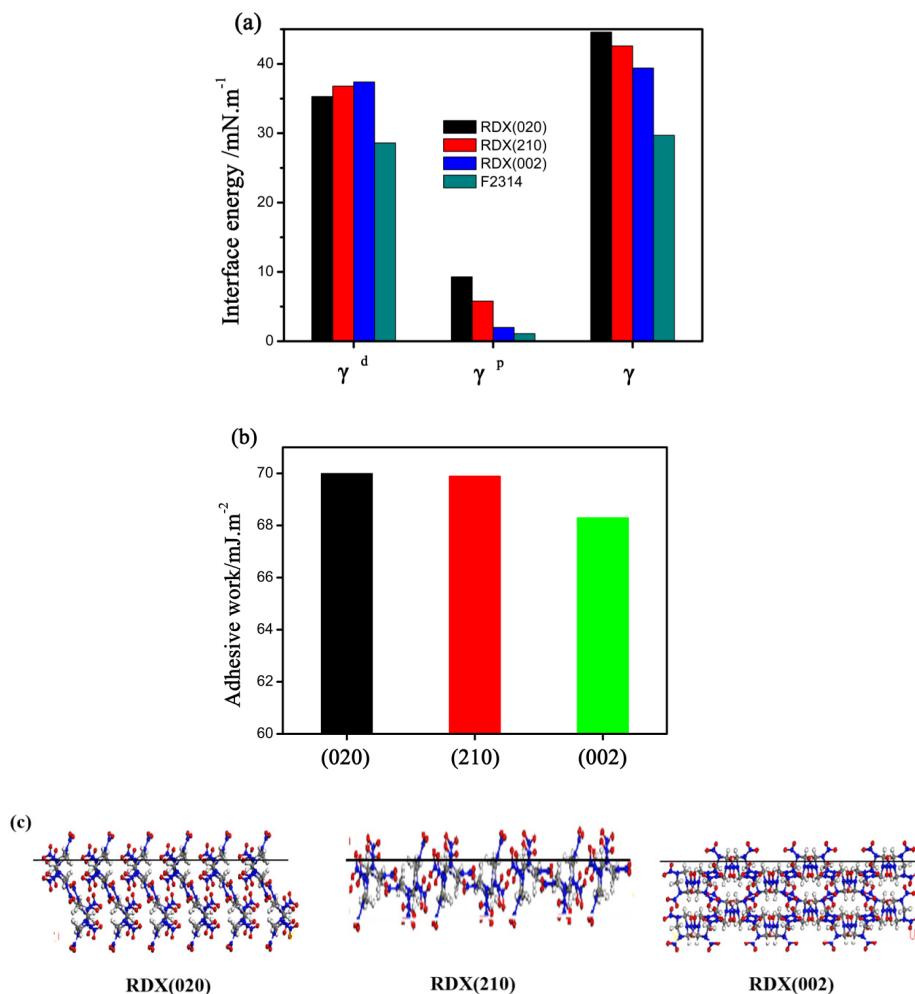 (a)
Interface energy /mN.m⁻¹
40
30
20
10
0
RDX(020)
RDX(210)
RDX(002)
F2314
γ d
γ p
γ
(b)
Adhesive work/mJ.m⁻²
70
68
66
64
62
60
(020)
(210)
(002)
(c)
RDX(020)
RDX(210)
RDX(002)